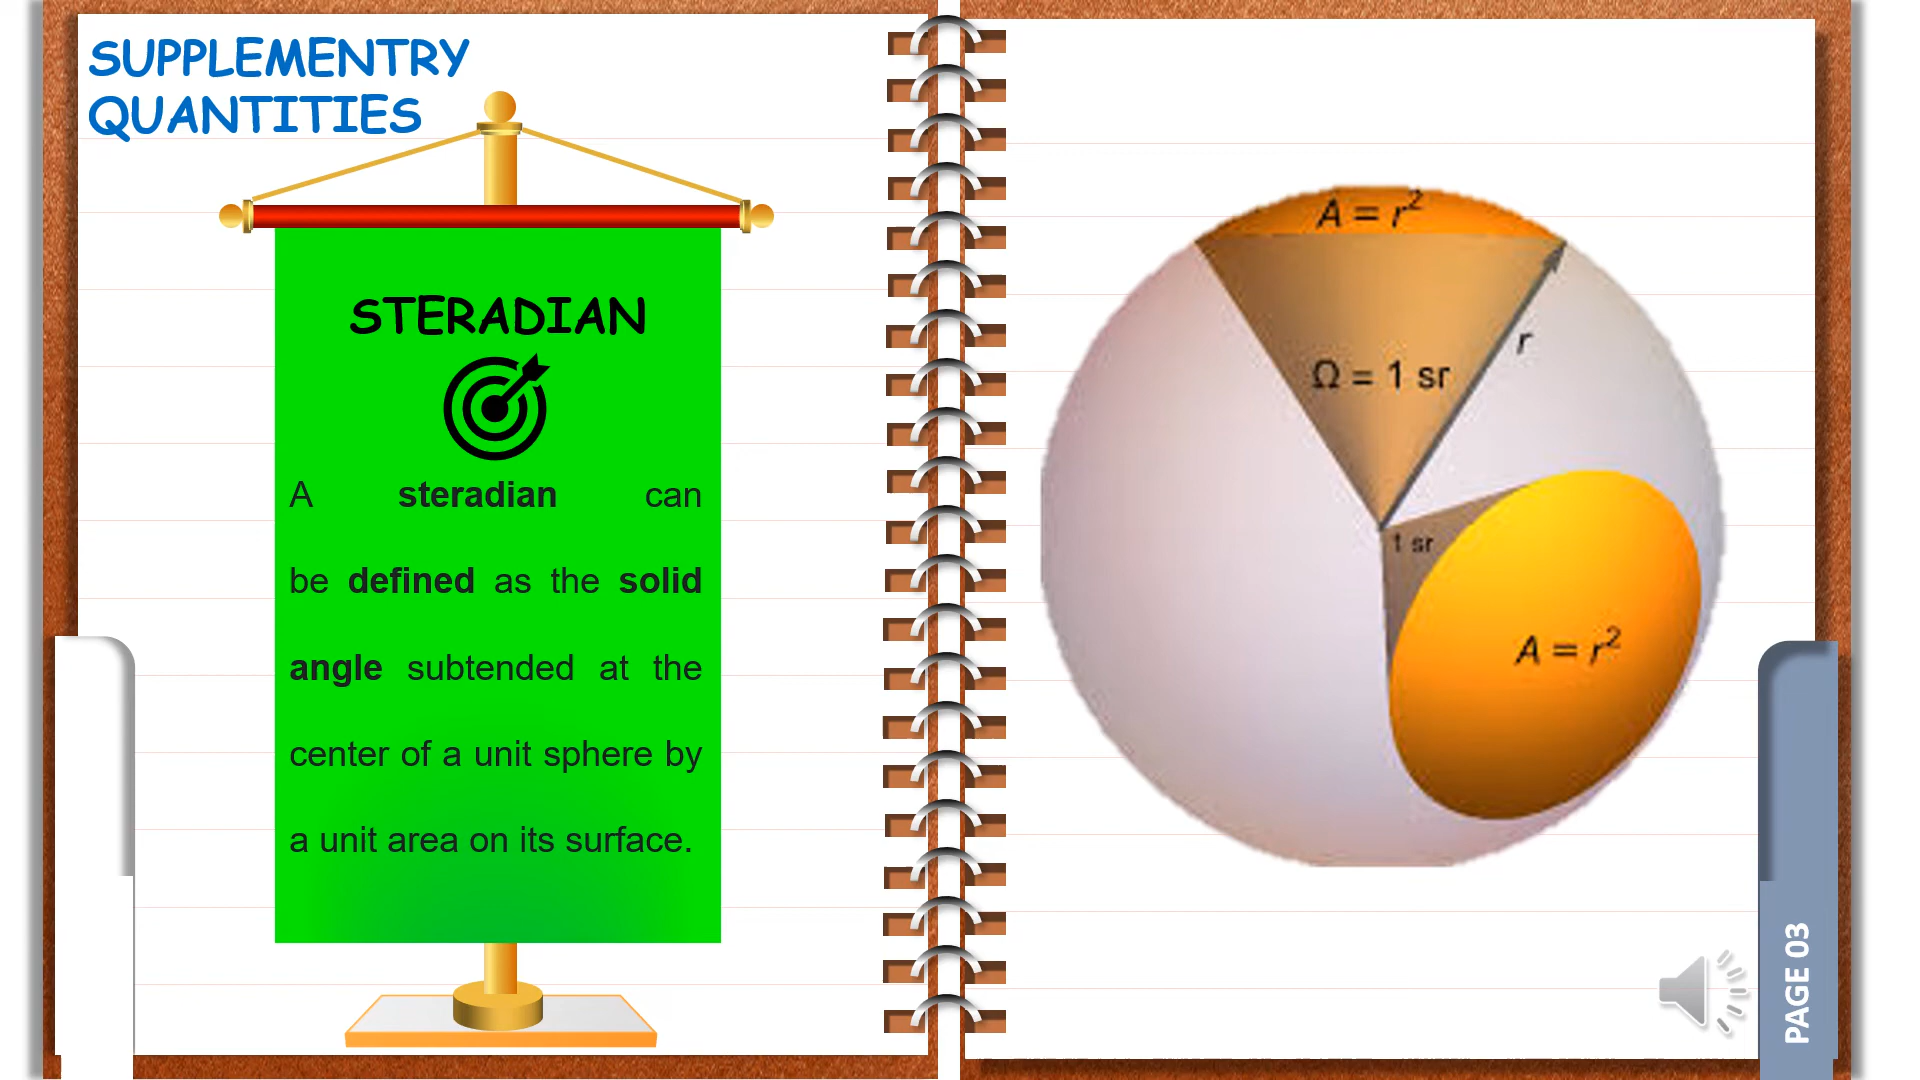 SUPPLEMENTRY
QUANTITIES
STERADIAN
A steradian can
be defined as the solid
angle subtended at the
center of a unit sphere by
a unit area on its surface.
A = r²
r
Ω = 1 sr
1 sr
A = r²
PAGE 03